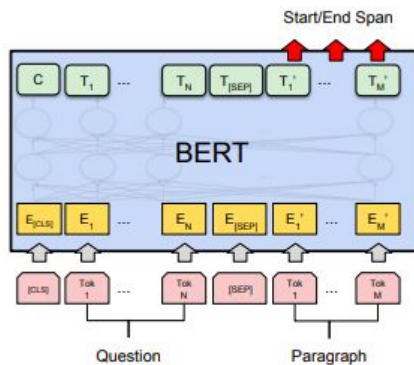 Start/End Span
C T1 ... TN T[SEP] T1' ... TM'
BERT
E[CLS] E1 ... EN E[SEP] E1' ... EM'
[CLS] Tok 1 ... Tok N [SEP] Tok 1 ... Tok M
Question Paragraph